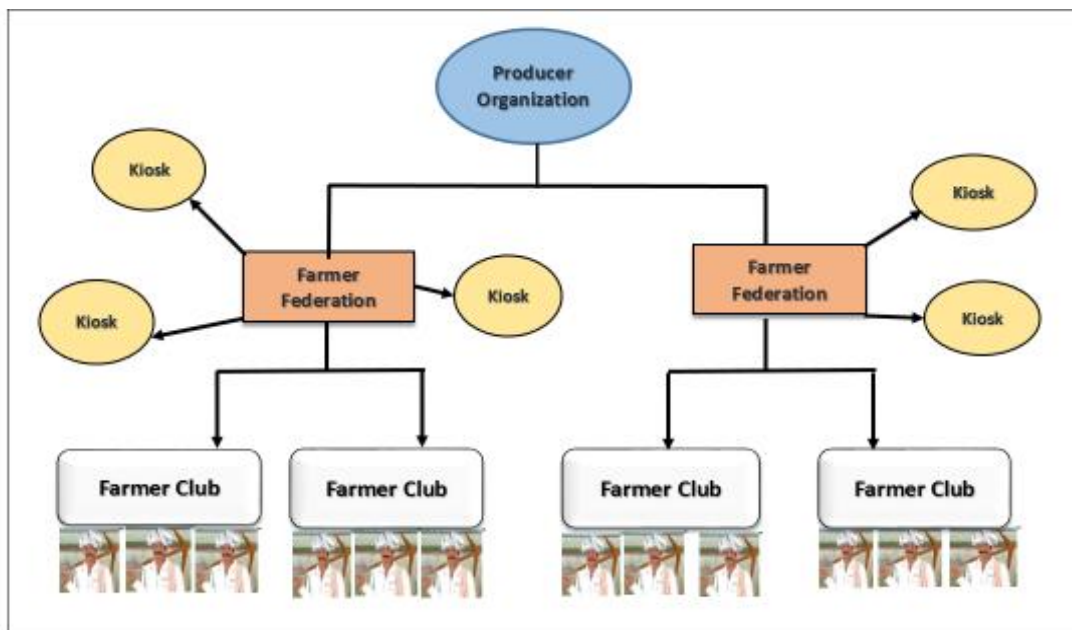 Producer
Organization
Kiosk
Kiosk
Farmer
Federation
Farmer
Federation
Kiosk
Kiosk
Kiosk
Farmer Club
Farmer Club
Farmer Club
Farmer Club